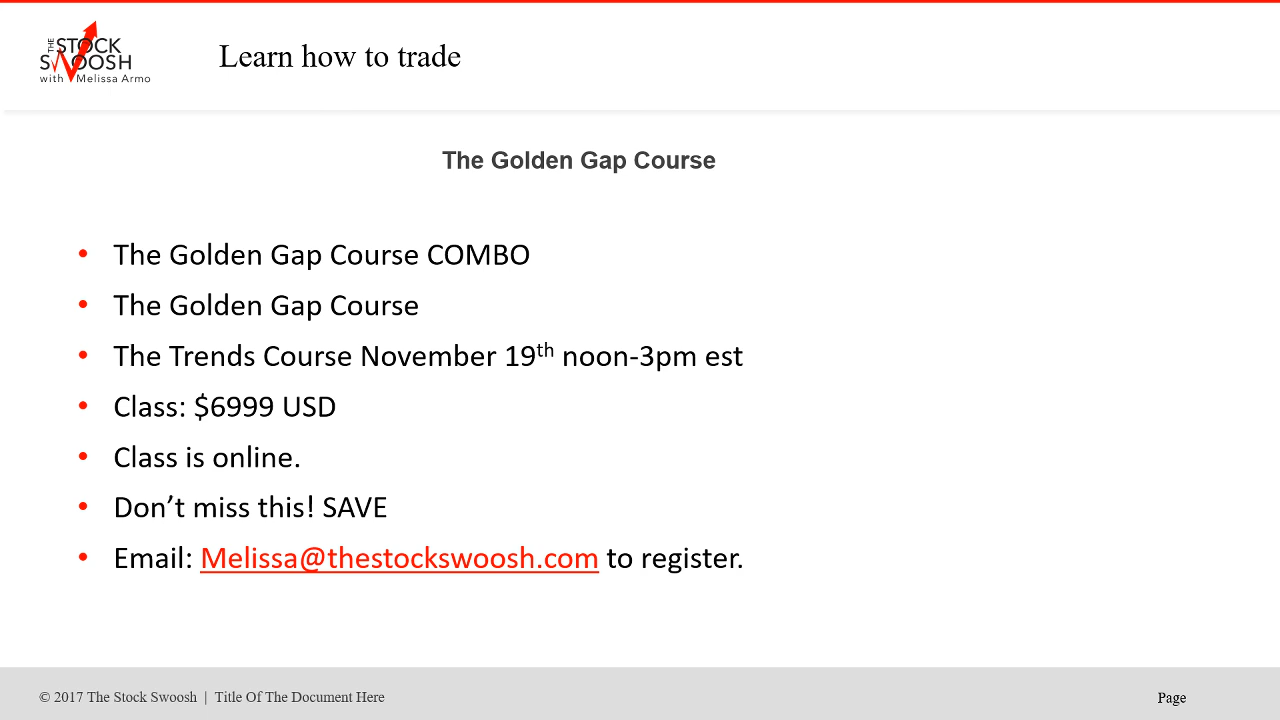 THE STOCK
SWOOSH
with Melissa Armo
Learn how to trade
The Golden Gap Course
• The Golden Gap Course COMBO
• The Golden Gap Course
• The Trends Course November 19th noon-3pm est
• Class: $6999 USD
• Class is online.
• Don’t miss this! SAVE
• Email: Melissa@thestockswoosh.com to register.
© 2017 The Stock Swoosh | Title Of The Document Here
Page